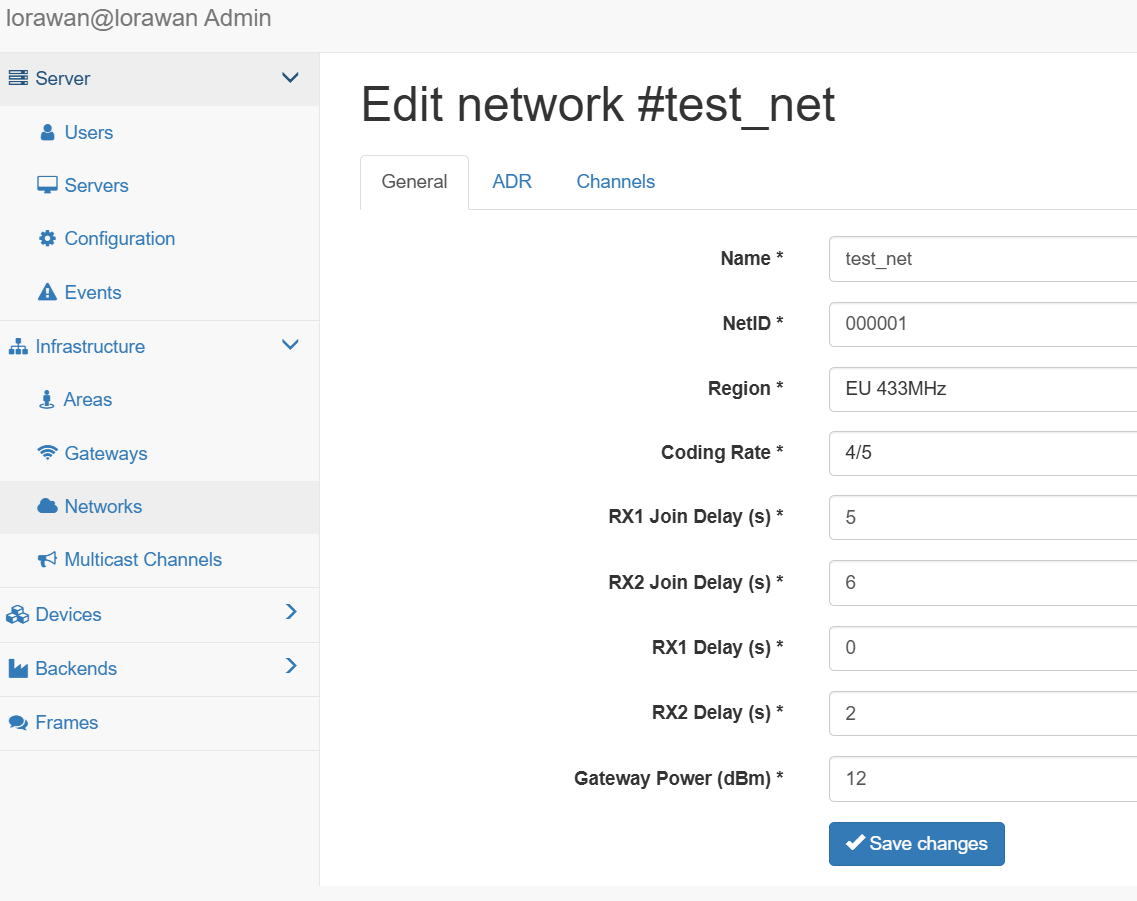 lorawan@lorawan Admin
Server
Users
Servers
Configuration
Events
Infrastructure
Areas
Gateways
Networks
Multicast Channels
Devices
Backends
Frames
Edit network #test_net
General ADR Channels
Name * test_net
NetID * 000001
Region * EU 433MHz
Coding Rate * 4/5
RX1 Join Delay (s) * 5
RX2 Join Delay (s) * 6
RX1 Delay (s) * 0
RX2 Delay (s) * 2
Gateway Power (dBm) * 12
Save changes